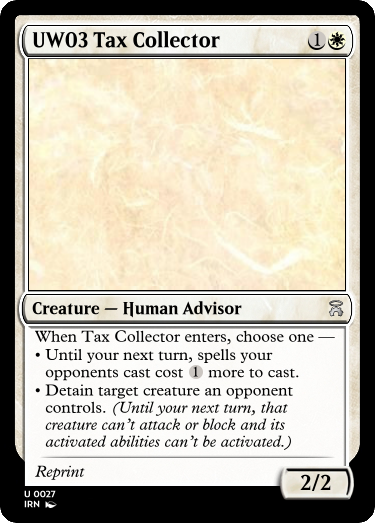 UW03 Tax Collector 1
Creature — Human Advisor
When Tax Collector enters, choose one —
• Until your next turn, spells your
opponents cast cost 1 more to cast.
• Detain target creature an opponent
controls. (Until your next turn, that
creature can't attack or block and its
activated abilities can't be activated.)
Reprint
2/2
U 0027
IRN